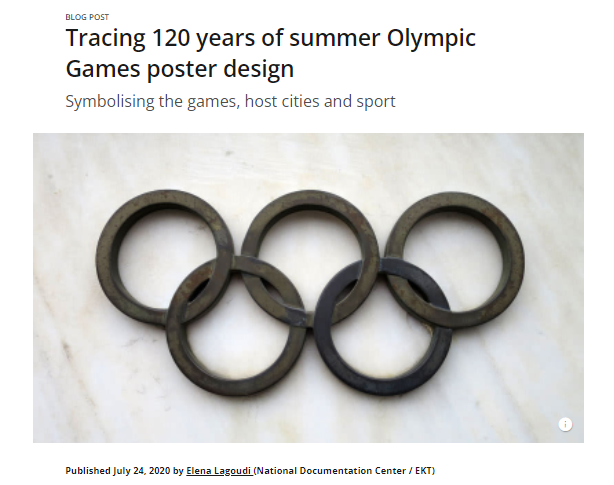 BLOG POST
Tracing 120 years of summer Olympic
Games poster design
Symbolising the games, host cities and sport
i
Published July 24, 2020 by Elena Lagoudi (National Documentation Center / EKT)